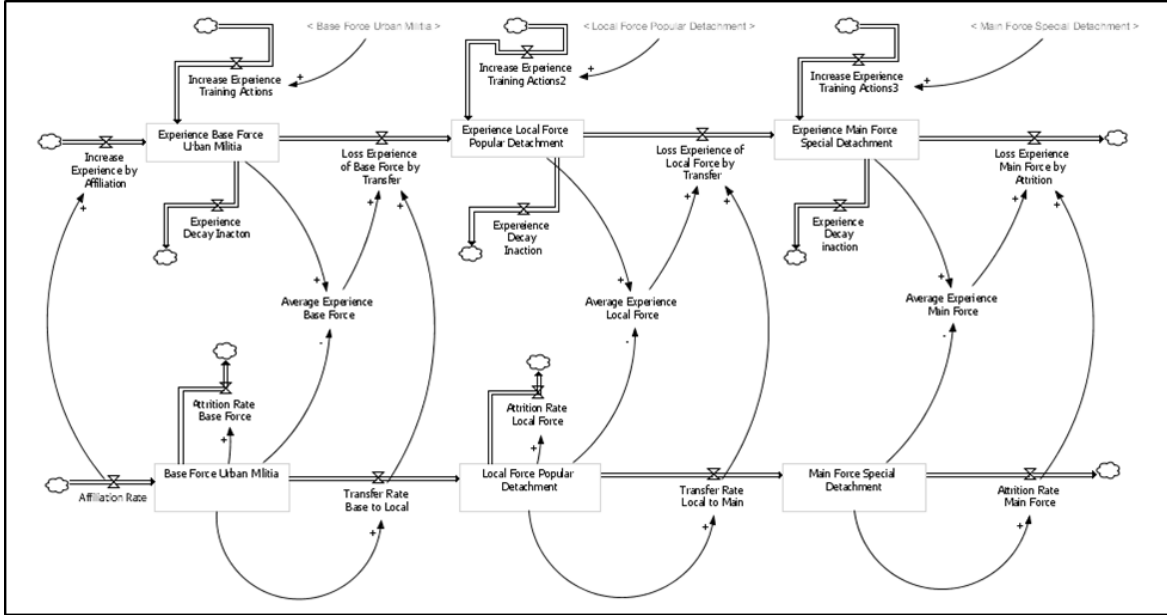 < Base Force Urban Militia >
< Local Force Popular Detachment >
< Main Force Special Detachment >
Increase Experience
Training Actions
Increase Experience
Training Actions2
Increase Experience
Training Actions3
Experience Base Force
Urban Militia
Experience Local Force
Popular Detachment
Experience Main Force
Special Detachment
Increase
Experience by
Affiliation
Loss Experience
of Base Force by
Transfer
Loss Experience of
Local Force by
Transfer
Loss Experience
Main Force by
Attrition
Experience
Decay Inacton
Expereience
Decay
Inaction
Experience
Decay
inaction
Average Experience
Base Force
Average Experience
Local Force
Average Experience
Main Force
Attrition Rate
Base Force
Attrition Rate
Local Force
Base Force Urban Militia
Local Force Popular
Detachment
Main Force Special
Detachment
Affiliation Rate
Transfer Rate
Base to Local
Transfer Rate
Local to Main
Attrition Rate
Main Force